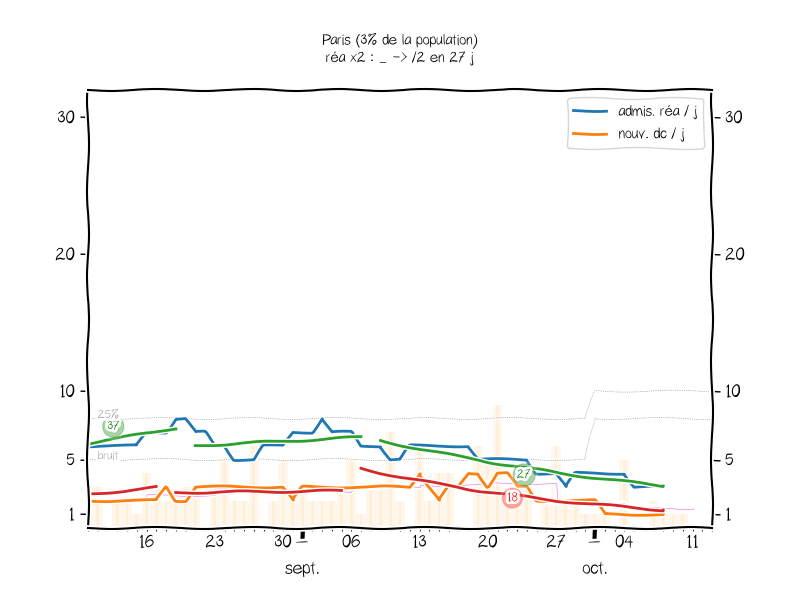 Paris (3% de la population)
réa x2 : _ -> /2 en 27 j
admis. réa / j
nouv. dc / j
30
30
20
20
10
10
25%
37
5
bruit
5
27
18
1
1
16 23 30 06 13 20 27 04 11
sept. oct.